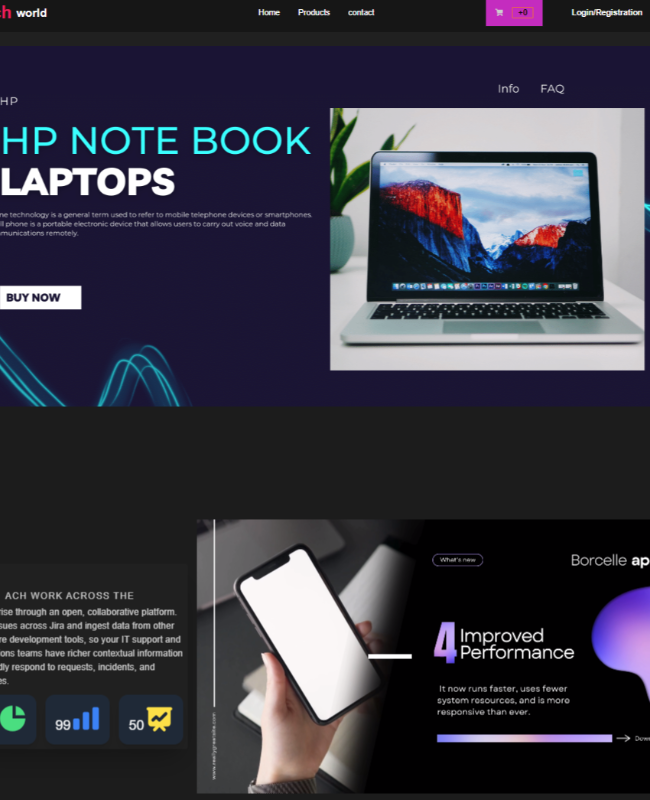 ch world
Home Products contact
+0
Login/Registration
Info FAQ
HP
HP NOTE BOOK
LAPTOPS
ne technology is a general term used to refer to mobile telephone devices or smartphones.
ll phone is a portable electronic device that allows users to carry out voice and data
munications remotely.
BUY NOW
What's new
Borcelle ap
ACH WORK ACROSS THE
rise through an open, collaborative platform.
sues across Jira and ingest data from other
re development tools, so your IT support and
ons teams have richer contextual information
dly respond to requests, incidents, and
es.
99
50
4 Improved
Performance
It now runs faster, uses fewer
system resources, and is more
responsive than ever.
Down
www.reallygreatsite.com